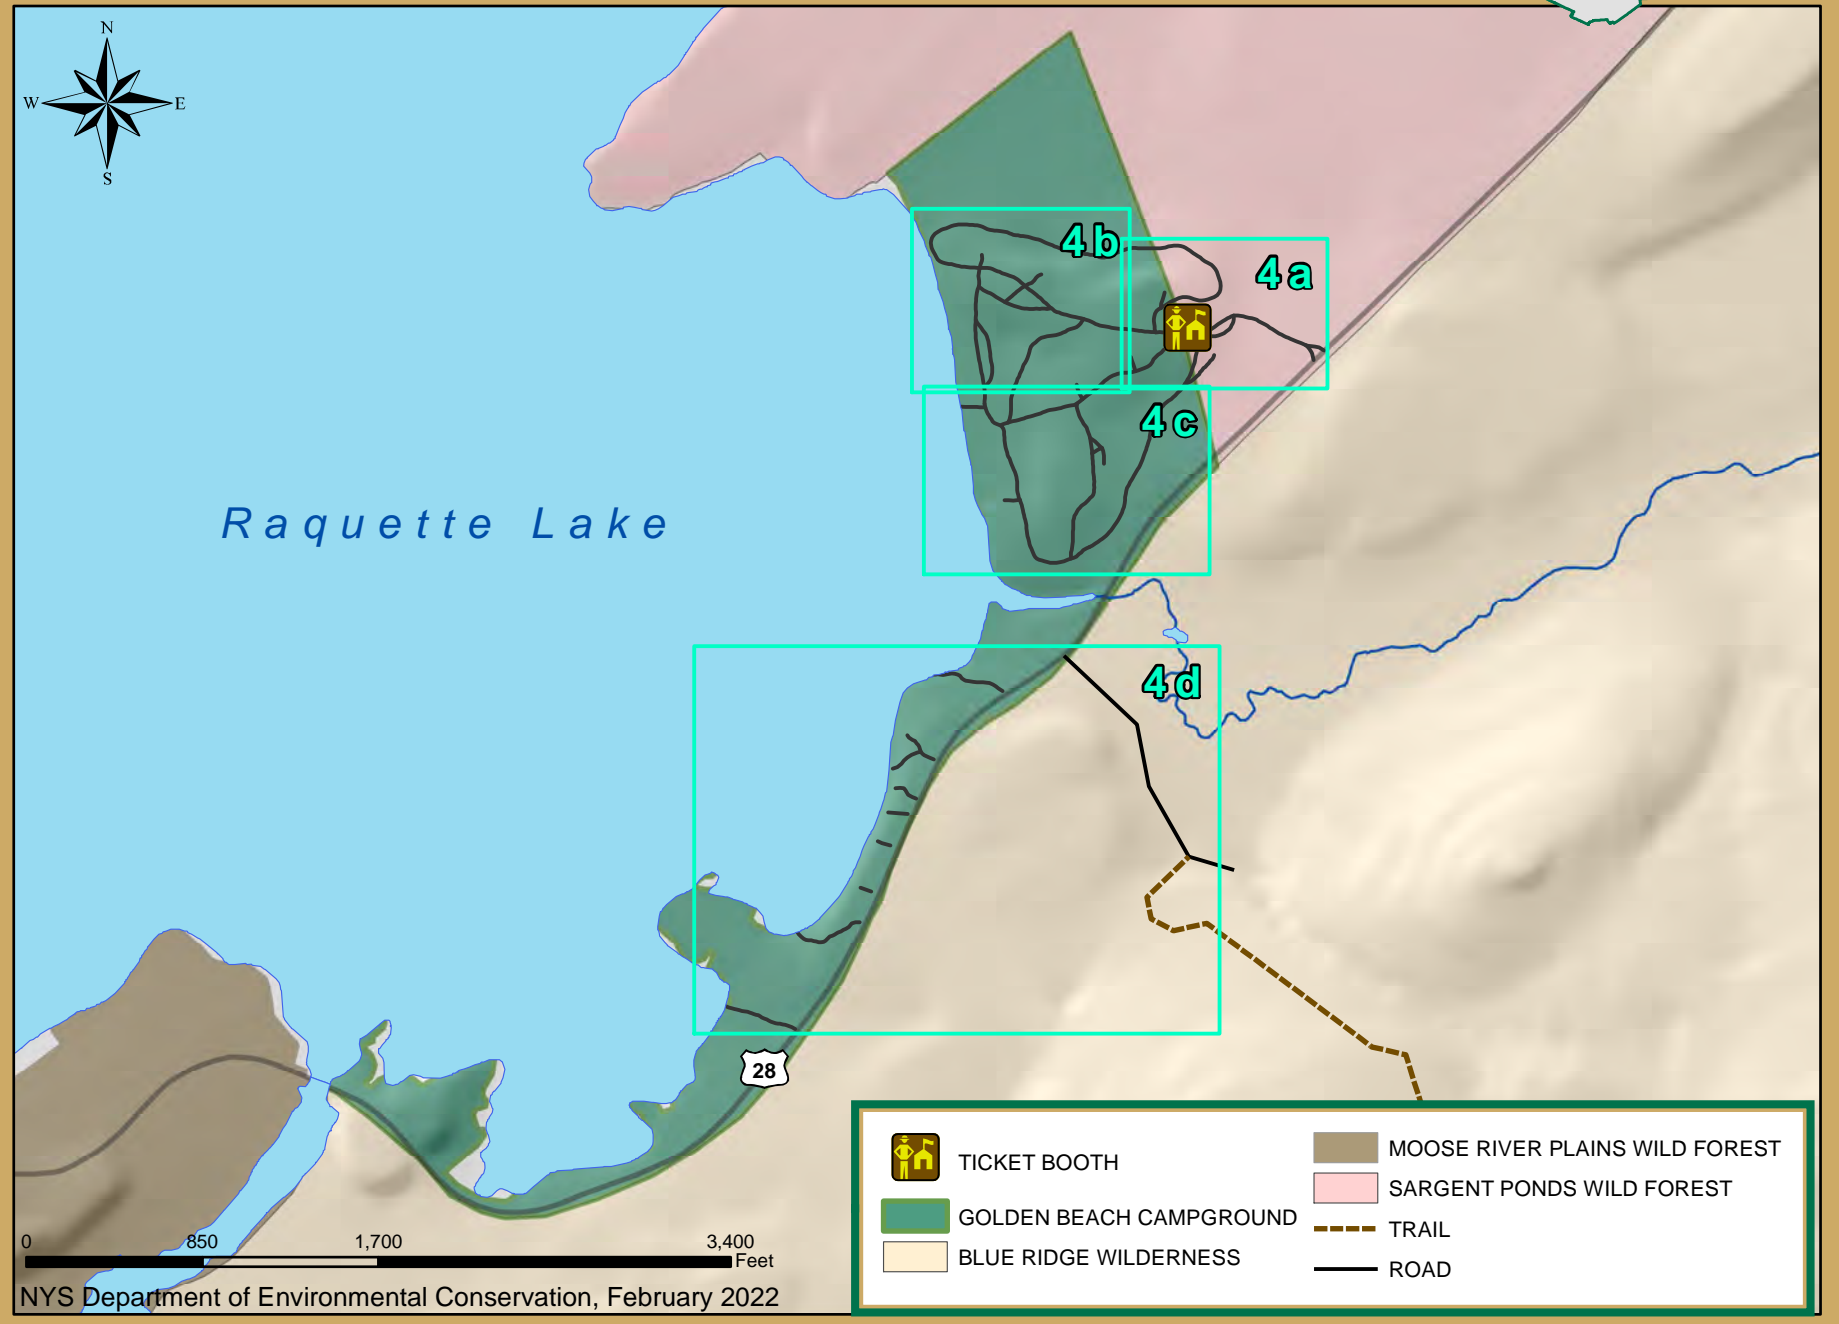 N
W E
S
4b
4a
4c
Raquette Lake
4d
28
TICKET BOOTH
GOLDEN BEACH CAMPGROUND
BLUE RIDGE WILDERNESS
MOOSE RIVER PLAINS WILD FOREST
SARGENT PONDS WILD FOREST
TRAIL
ROAD
0 850 1,700 3,400
Feet
NYS Department of Environmental Conservation, February 2022